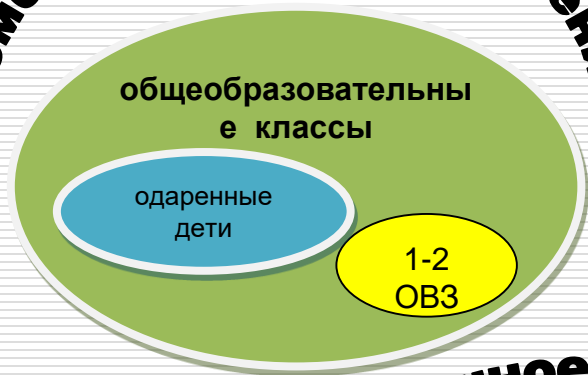 общеобразовательны
е классы
одаренные
дети
1-2
ОВЗ